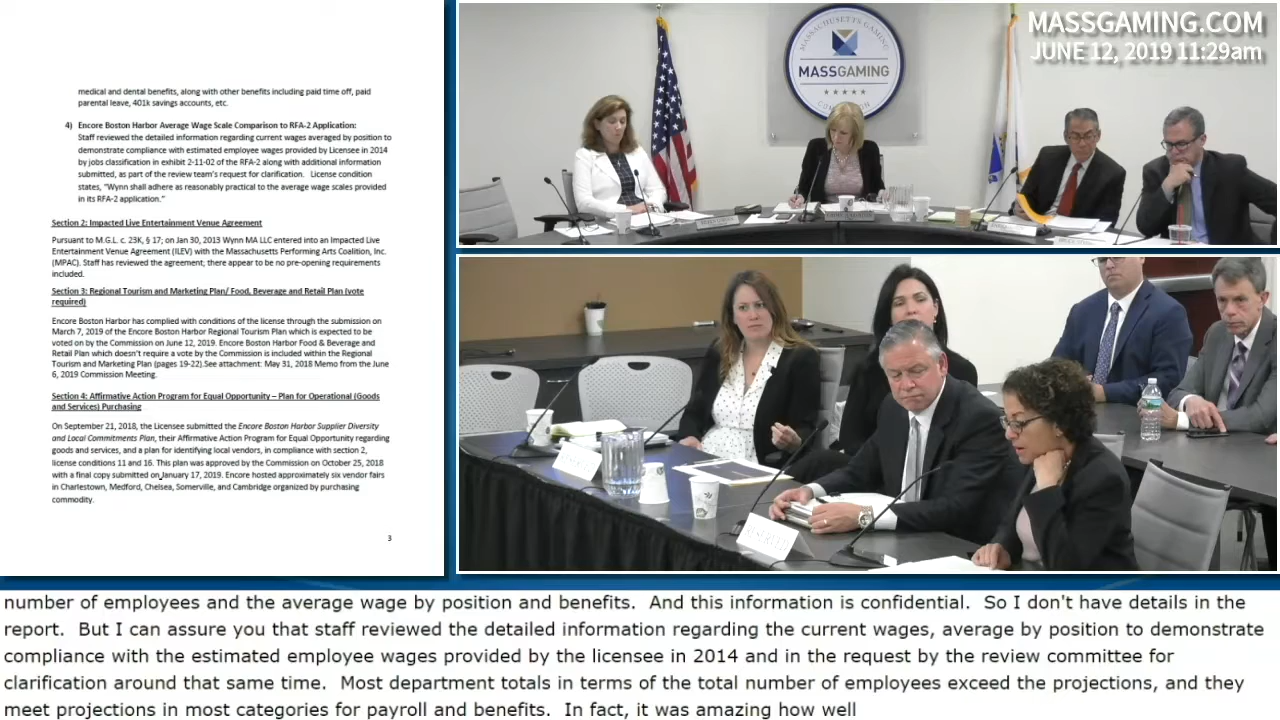 medical and dental benefits, along with other benefits including paid time off, paid
parental leave, 401k savings accounts, etc.
4) Encore Boston Harbor Average Wage Scale Comparison to RFA-2 Application:
Staff reviewed the detailed information regarding current wages averaged by position to
demonstrate compliance with estimated employee wages provided by Licensee in 2014
by jobs classification in exhibit 2-11-02 of the RFA-2 along with additional information
submitted, as part of the review team's request for clarification. License condition
states, "Wynn shall adhere as reasonably practical to the average wage scales provided
in its RFA-2 application."
Section 2: Impacted Live Entertainment Venue Agreement
Pursuant to M.G.L. c. 23K, § 17; on Jan 30, 2013 Wynn MA LLC entered into an Impacted Live
Entertainment Venue Agreement (ILEV) with the Massachusetts Performing Arts Coalition, Inc.
(MPAC). Staff has reviewed the agreement; there appear to be no pre-opening requirements
included.
Section 3: Regional Tourism and Marketing Plan/ Food, Beverage and Retail Plan (vote
required)
Encore Boston Harbor has complied with conditions of the license through the submission on
March 7, 2019 of the Encore Boston Harbor Regional Tourism Plan which is expected to be
voted on by the Commission on June 12, 2019. Encore Boston Harbor Food & Beverage and
Retail Plan which doesn't require a vote by the Commission is included within the Regional
Tourism and Marketing Plan (pages 19-22).See attachment: May 31, 2018 Memo from the June
6, 2019 Commission Meeting.
Section 4: Affirmative Action Program for Equal Opportunity – Plan for Operational (Goods
and Services) Purchasing
On September 21, 2018, the Licensee submitted the Encore Boston Harbor Supplier Diversity
and Local Commitments Plan, their Affirmative Action Program for Equal Opportunity regarding
goods and services, and a plan for identifying local vendors, in compliance with section 2,
license conditions 11 and 16. This plan was approved by the Commission on October 25, 2018
with a final copy submitted on January 17, 2019. Encore hosted approximately six vendor fairs
in Charlestown, Medford, Chelsea, Somerville, and Cambridge organized by purchasing
commodity.
3
MASSGAMING.COM
JUNE 12, 2019 11:29am
MASSACHUSETTS GAMING
MASSGAMING
COMMISSION
RESERVED
number of employees and the average wage by position and benefits. And this information is confidential. So I don't have details in the
report. But I can assure you that staff reviewed the detailed information regarding the current wages, average by position to demonstrate
compliance with the estimated employee wages provided by the licensee in 2014 and in the request by the review committee for
clarification around that same time. Most department totals in terms of the total number of employees exceed the projections, and they
meet projections in most categories for payroll and benefits. In fact, it was amazing how well